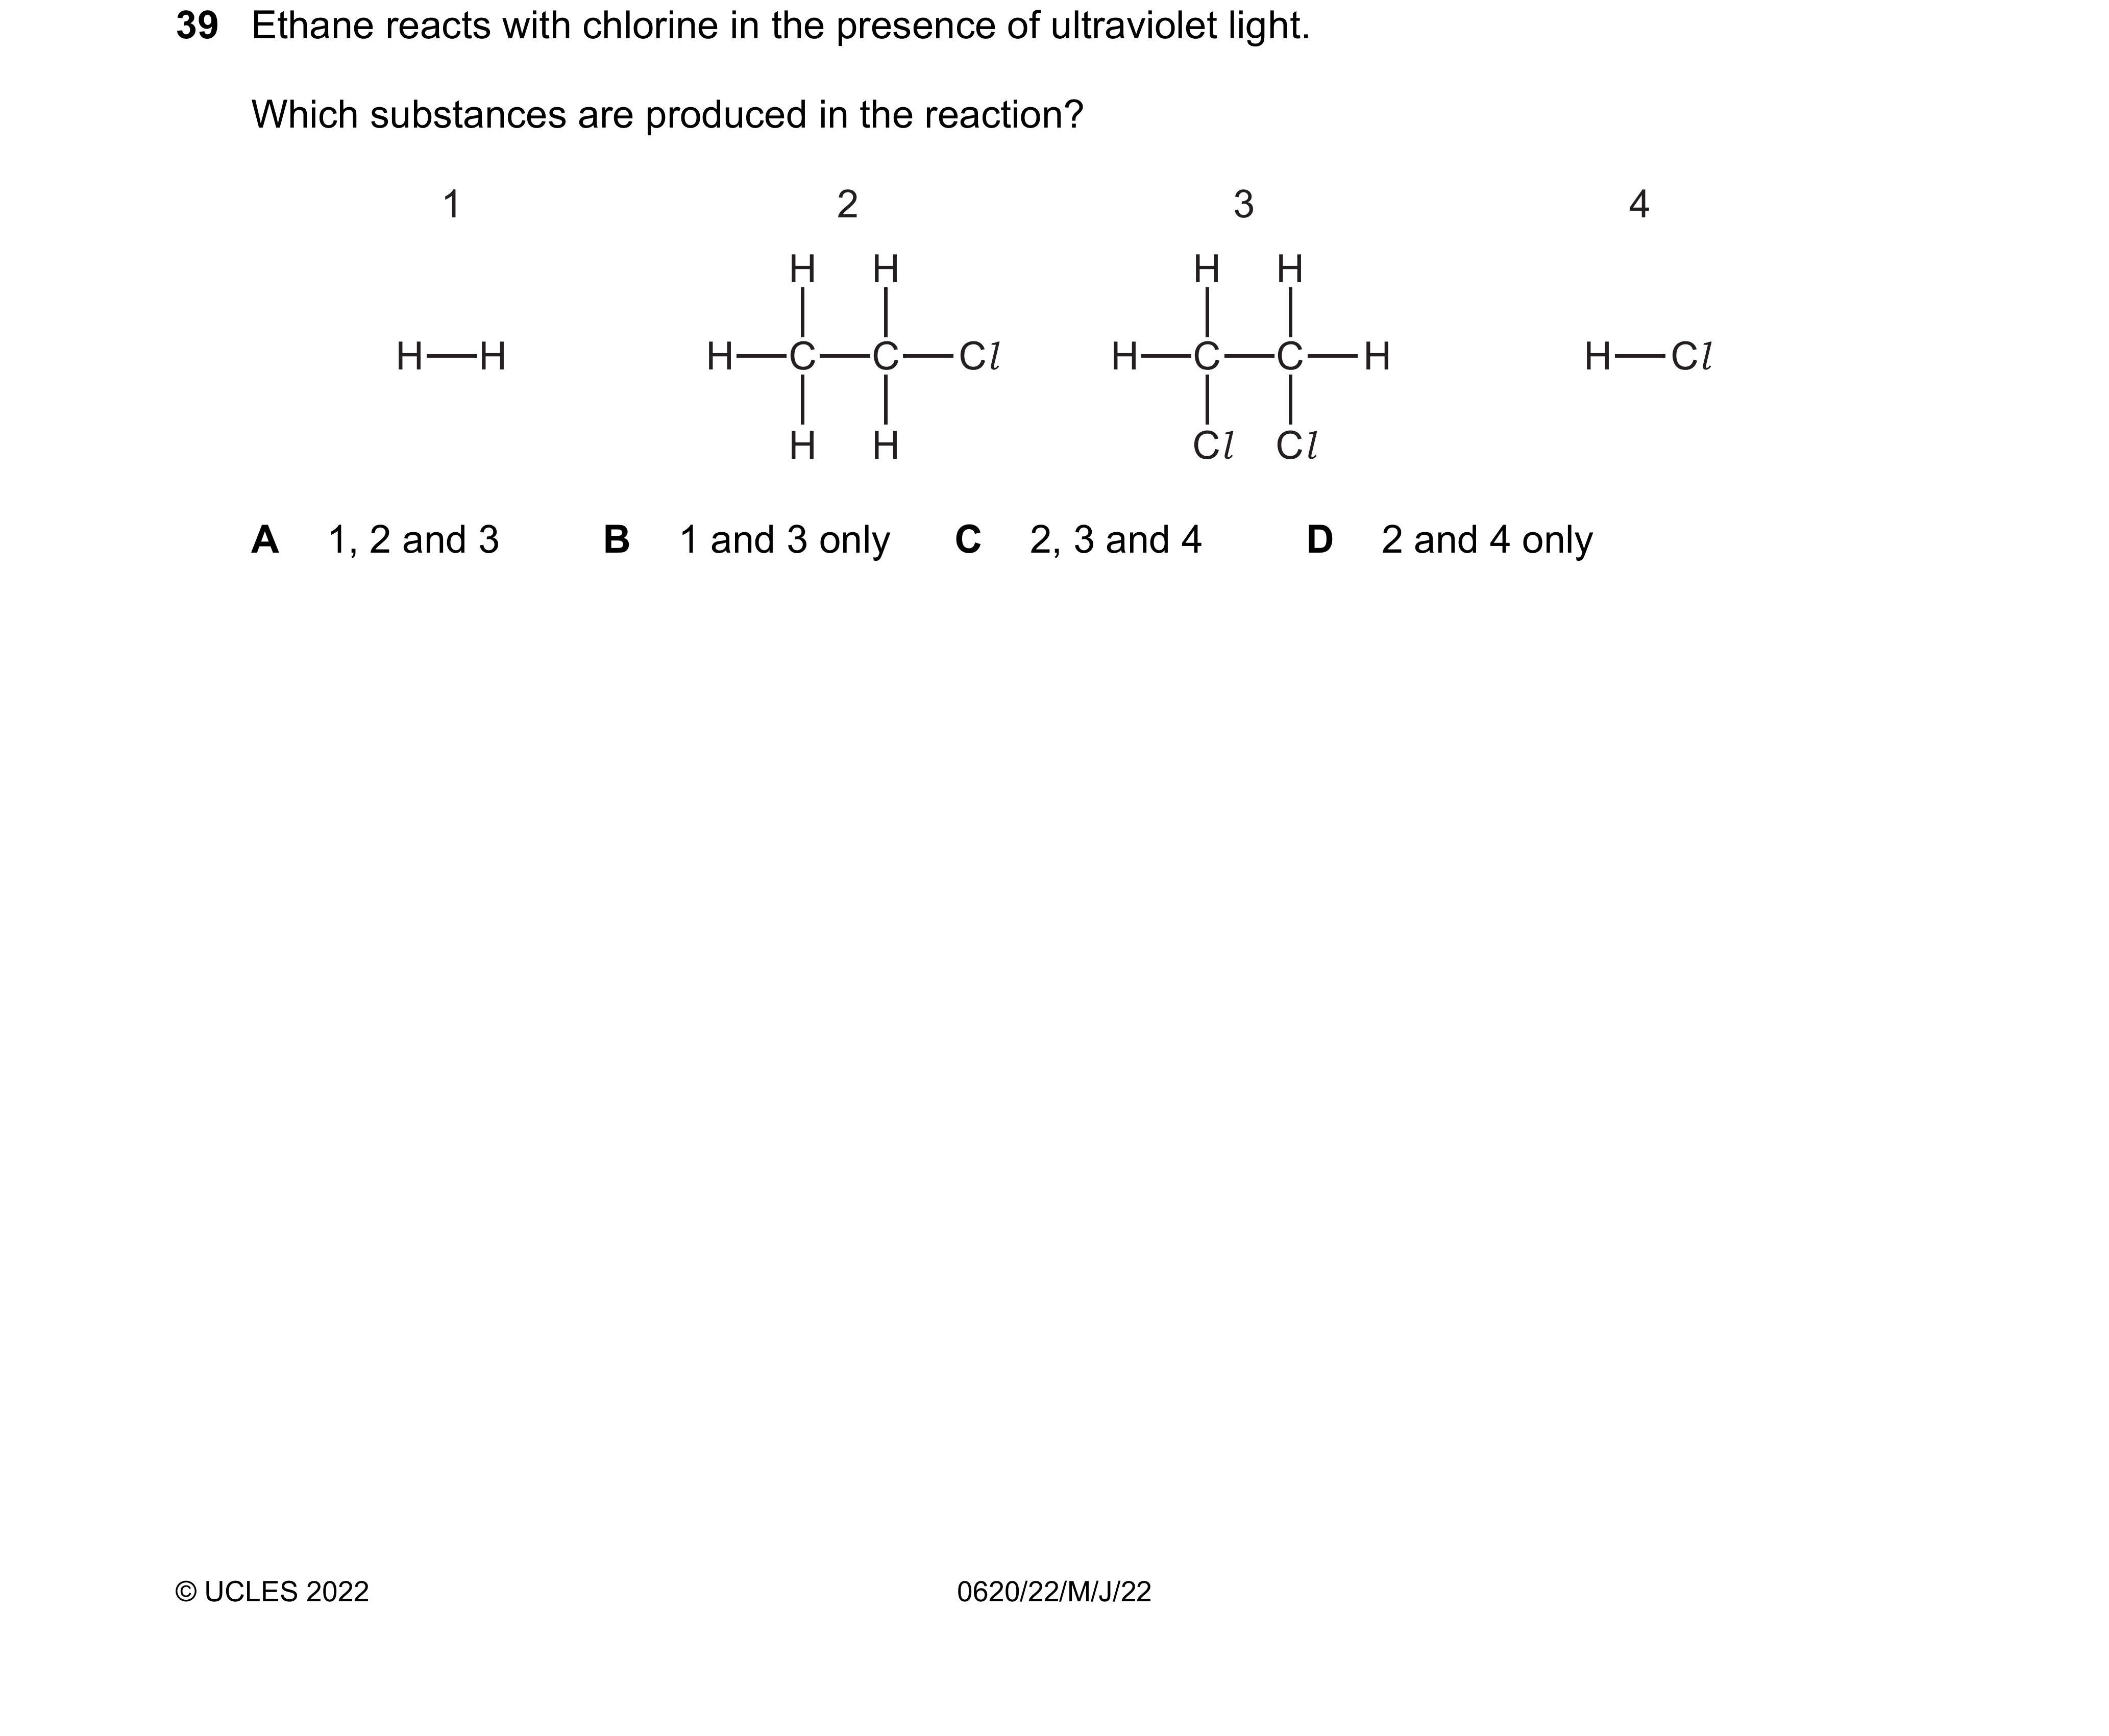 39 Ethane reacts with chlorine in the presence of ultraviolet light.
Which substances are produced in the reaction?
1 2 3 4
H H H H
H H H C C Cl H C C H H Cl
H H Cl Cl
A 1, 2 and 3 B 1 and 3 only C 2, 3 and 4 D 2 and 4 only
© UCLES 2022 0620/22/M/J/22